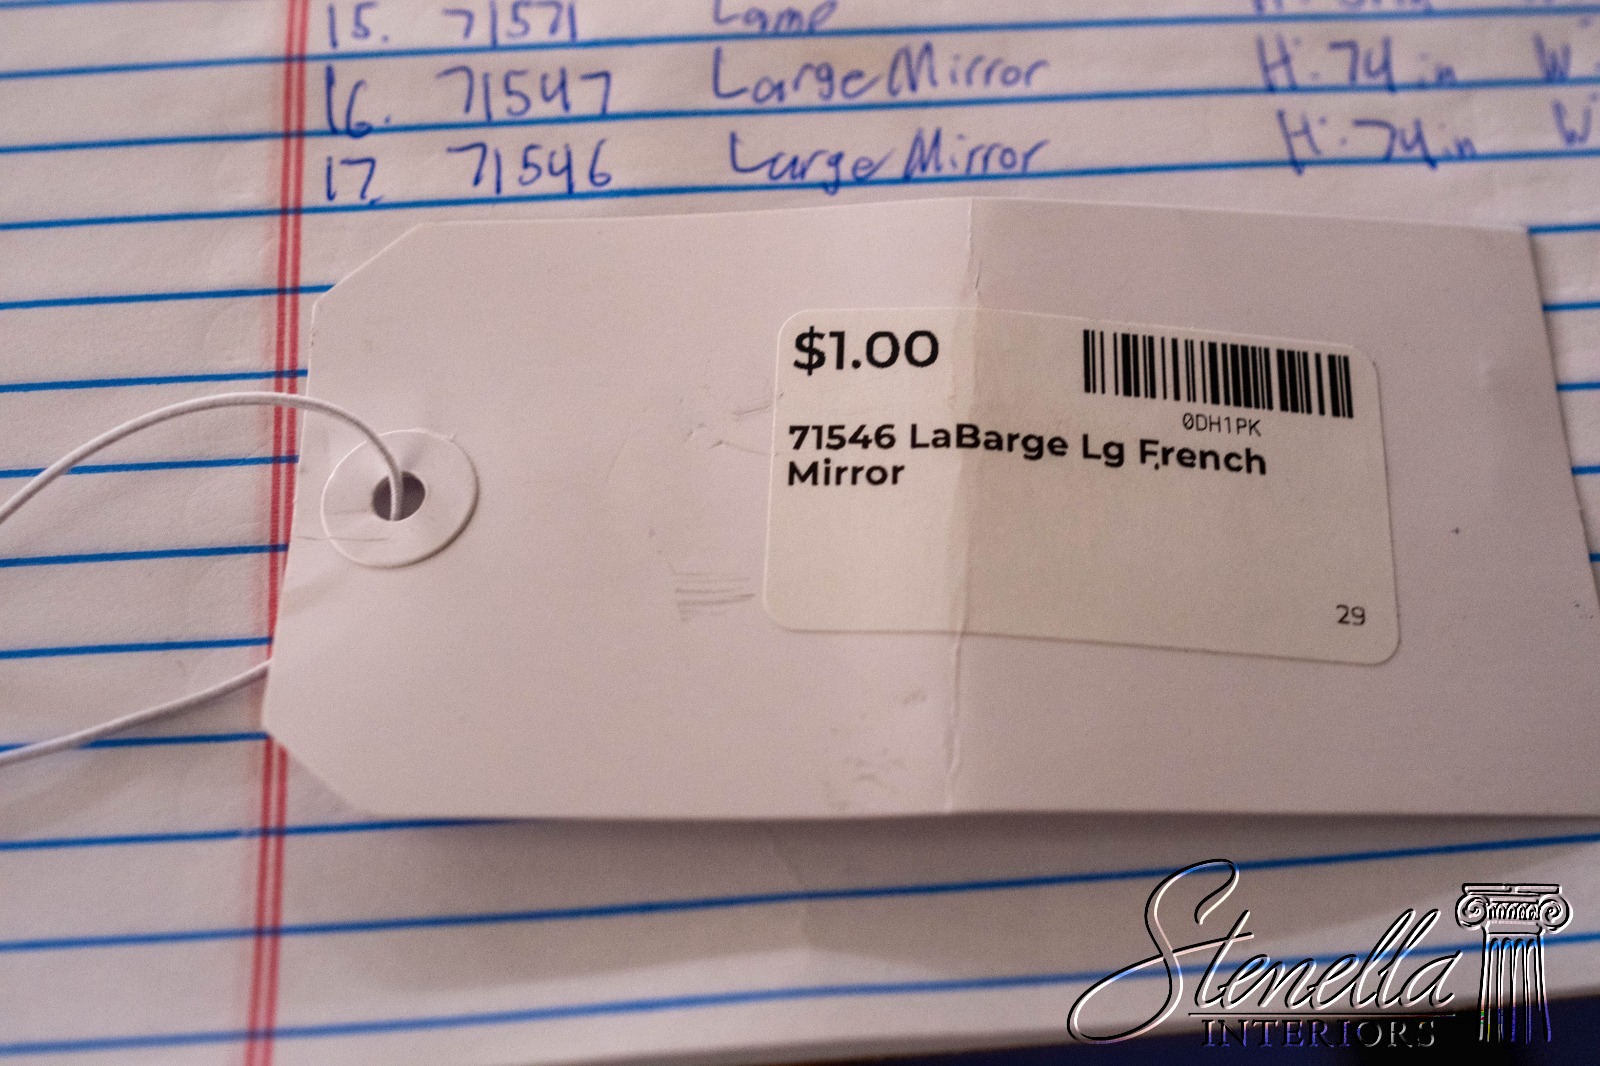 15. 71571 Lamp
16. 71547 Large Mirror H: 74 in W:
17. 71546 Large Mirror H: 74 in W
$1.00
0DH1PK
71546 LaBarge Lg French
Mirror
29
Stenella
INTERIORS